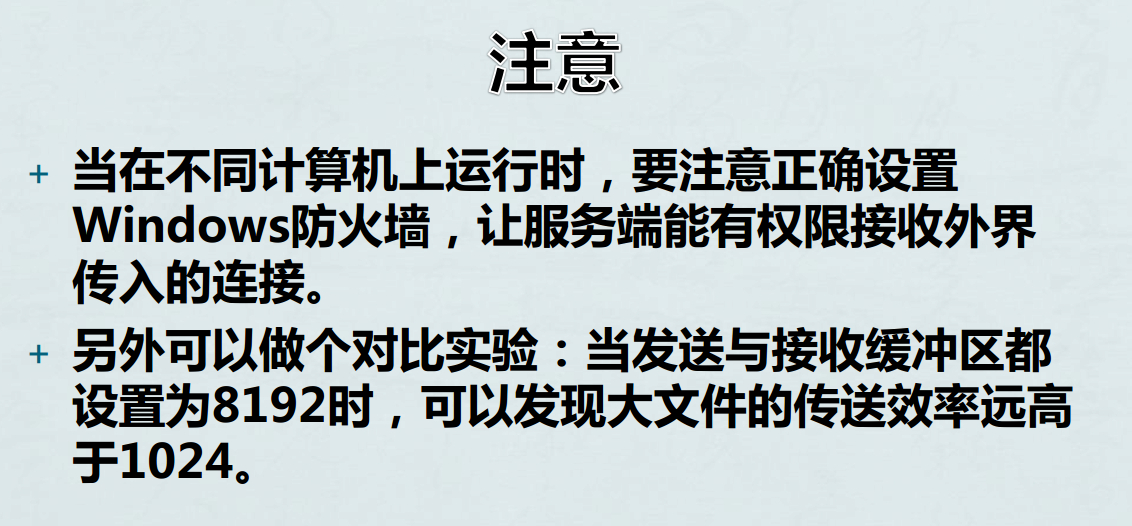 注意
+ 当在不同计算机上运行时，要注意正确设置
Windows防火墙，让服务端能有权限接收外界
传入的连接。
+ 另外可以做个对比实验：当发送与接收缓冲区都
设置为8192时，可以发现大文件的传送效率远高
于1024。